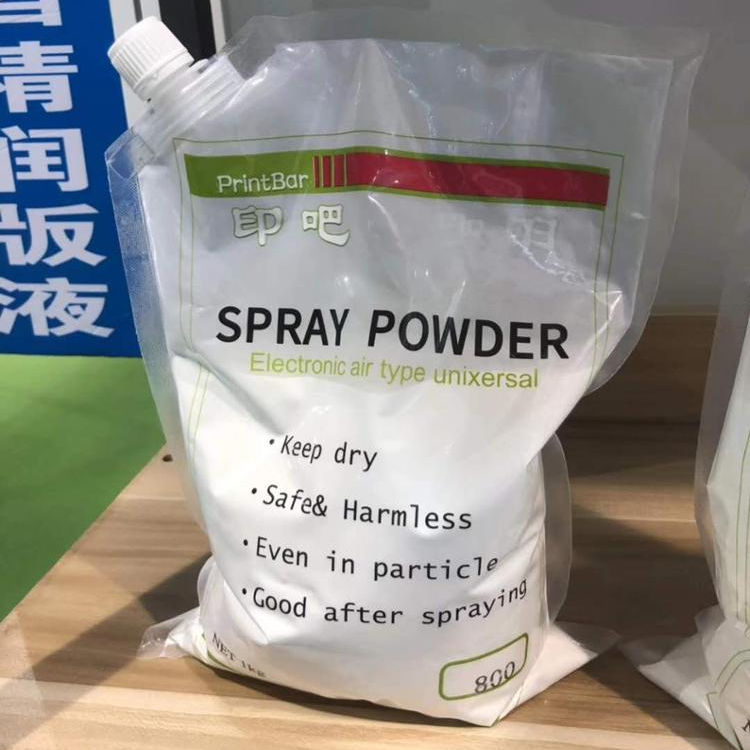 清
润
版
液
PrintBar
印吧
SPRAY POWDER
Electronic air type unixersal
• Keep dry
• Safe& Harmless
• Even in particle
• Good after spraying
NET 1KG
800